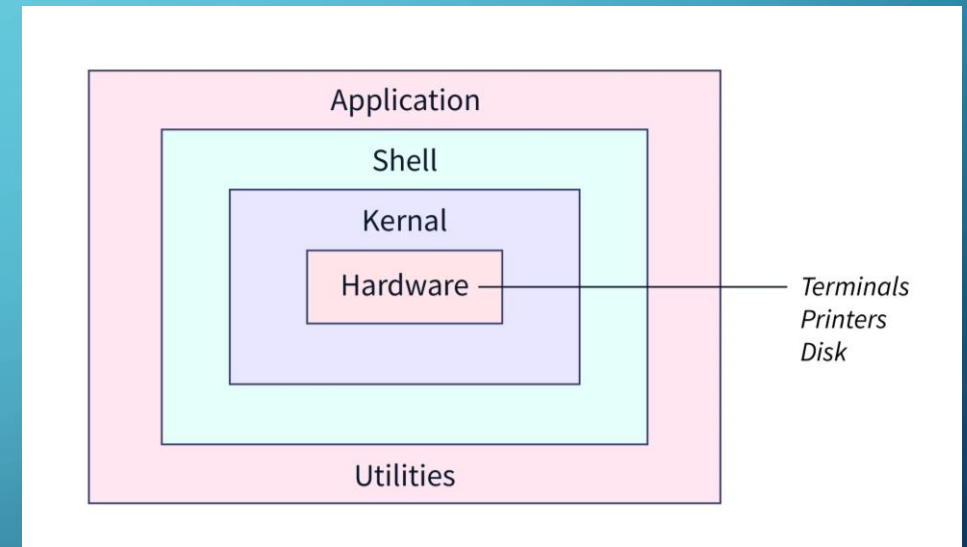 Application
Shell
Kernal
Hardware
Terminals
Printers
Disk
Utilities